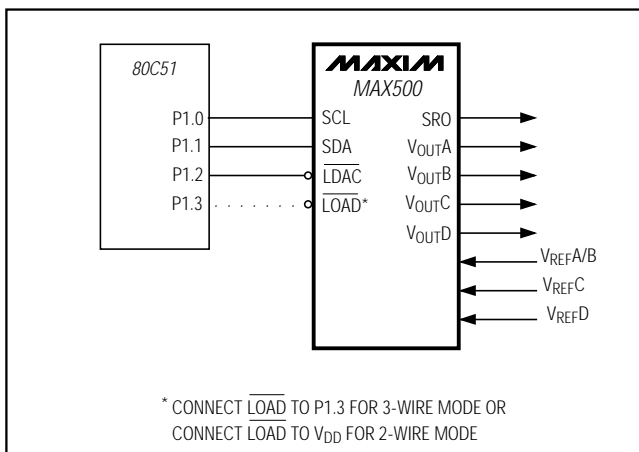 80C51
MAXIM
MAX500
P1.0
P1.1
P1.2
P1.3
SCL
SDA
LDAC
LOAD*
SRO
VOUTA
VOUTB
VOUTC
VOUTD
VREFA/B
VREFC
VREFD
* CONNECT LOAD TO P1.3 FOR 3-WIRE MODE OR
CONNECT LOAD TO VDD FOR 2-WIRE MODE